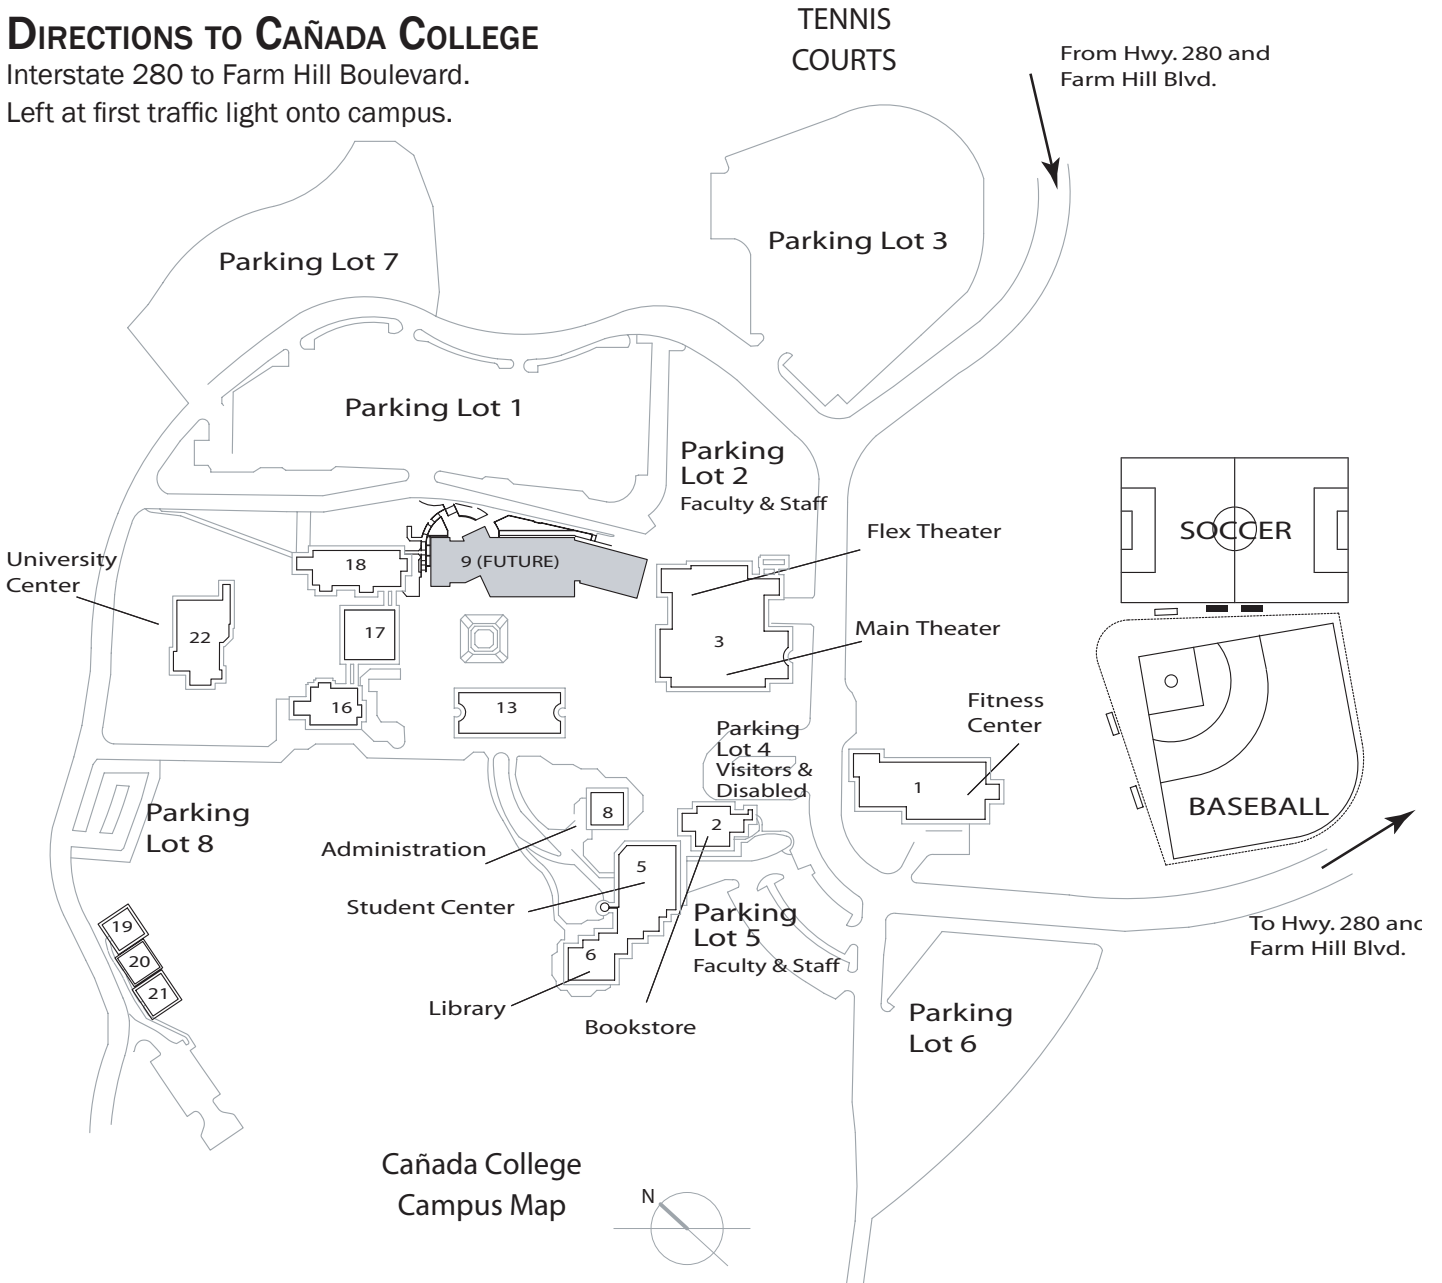 DIRECTIONS TO CAÑADA COLLEGE
Interstate 280 to Farm Hill Boulevard.
Left at first traffic light onto campus.
TENNIS
COURTS
From Hwy. 280 and
Farm Hill Blvd.
Parking Lot 7
Parking Lot 3
Parking Lot 1
Parking
Lot 2
Faculty & Staff
SOCCER
Flex Theater
University
Center
18
9 (FUTURE)
22
17
3
Main Theater
16
13
Fitness
Center
Parking
Lot 4
Visitors &
Disabled
1
BASEBALL
Parking
Lot 8
8
2
Administration
5
Student Center
Parking
Lot 5
Faculty & Staff
19
20
21
6
Library
Bookstore
To Hwy. 280 and
Farm Hill Blvd.
Parking
Lot 6
Cañada College
Campus Map
N